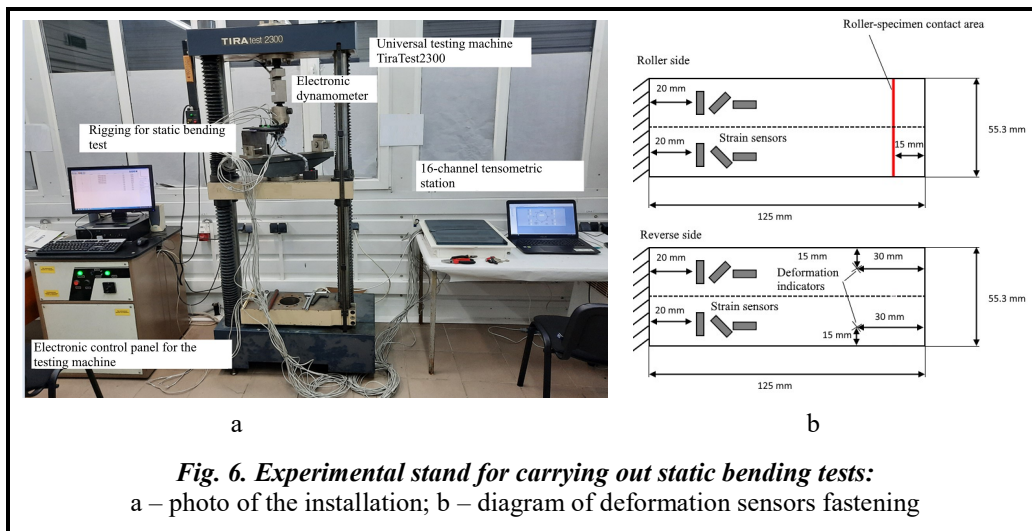 TIRA test 2300
Universal testing machine
TiraTest2300
Electronic
dynamometer
Rigging for static bending
test
16-channel tensometric
station
Electronic control panel for the
testing machine
a
Roller-specimen contact area
Roller side
20 mm
Strain sensors
20 mm
15 mm
55.3 mm
125 mm
Reverse side
20 mm
15 mm
30 mm
Deformation
indicators
Strain sensors
20 mm
30 mm
15 mm
55.3 mm
125 mm
b
Fig. 6. Experimental stand for carrying out static bending tests:
a – photo of the installation; b – diagram of deformation sensors fastening